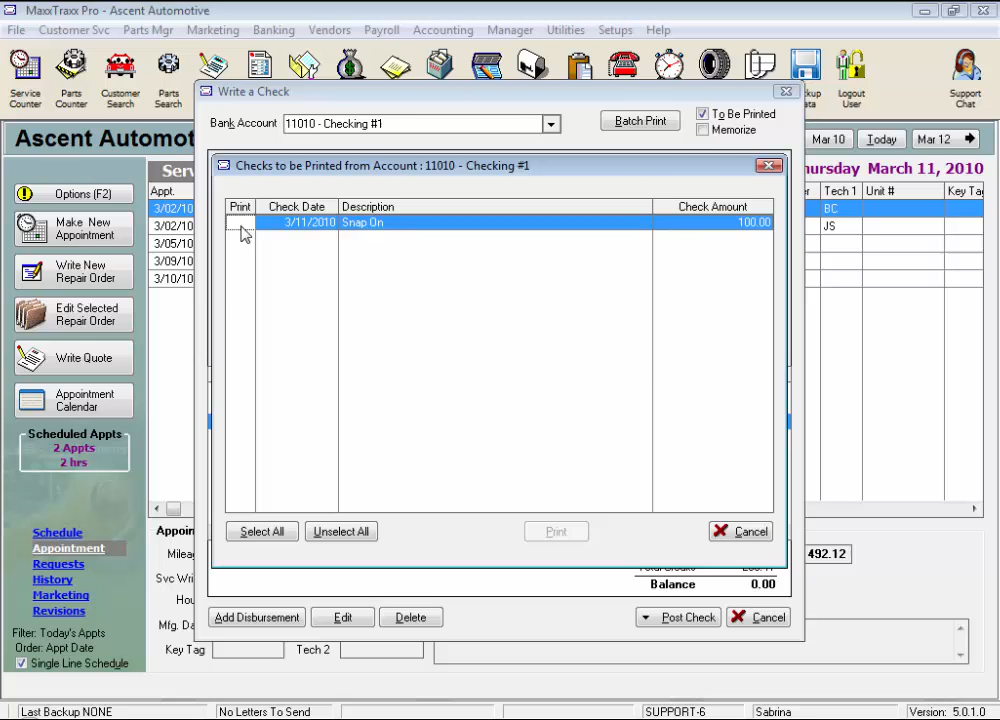 MaxxTraxx Pro - Ascent Automotive
File Customer Svc Parts Mgr Marketing Banking Vendors Payroll Accounting Manager Utilities Setups Help
Service Counter
Parts Counter
Customer Search
Parts Search
Logout User
Support Chat
Write a Check
Bank Account 11010 - Checking #1
Batch Print
To Be Printed
Memorize
Ascent Automot
Mar 10 Today Mar 12
hursday March 11, 2010
Serv
Appt.
3/02/10
3/02/10
3/05/10
3/09/10
3/10/10
Tech 1 Unit # Key Tag
BC
JS
Options (F2)
Make New Appointment
Write New Repair Order
Edit Selected Repair Order
Write Quote
Appointment Calendar
Scheduled Appts
2 Appts
2 hrs
Schedule
Appointment
Requests
History
Marketing
Revisions
Filter: Today's Appts
Order: Appt Date
Single Line Schedule
Checks to be Printed from Account : 11010 - Checking #1
Print Check Date Description Check Amount
3/11/2010 Snap On 100.00
Select All Unselect All Print Cancel
Balance 0.00
Add Disbursement Edit Delete Post Check Cancel
Appoin
Mileag
Svc Wri
Hou
Mfg. Da
Key Tag Tech 2
492.12
Last Backup NONE No Letters To Send SUPPORT-6 Sabrina Version: 5.0.1.0